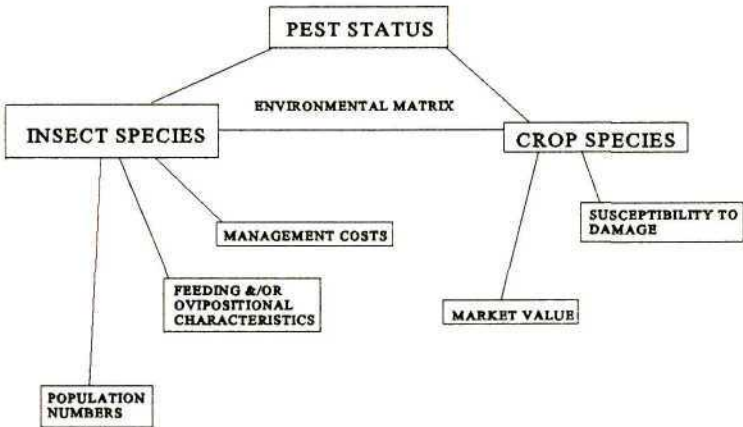 PEST STATUS
ENVIRONMENTAL MATRIX
INSECT SPECIES
CROP SPECIES
SUSCEPTIBILITY TO
DAMAGE
MANAGEMENT COSTS
FEEDING &/OR
OVIPOSITIONAL
CHARACTERISTICS
MARKET VALUE
POPULATION
NUMBERS